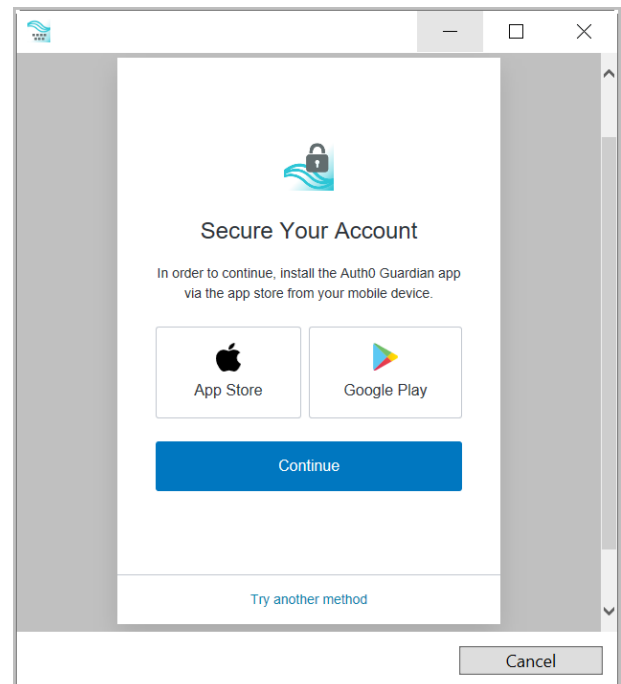 Secure Your Account
In order to continue, install the Auth0 Guardian app
via the app store from your mobile device.
App Store
Google Play
Continue
Try another method
Cancel